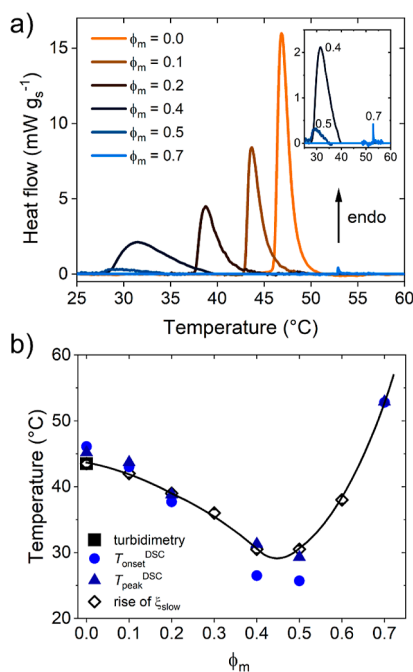 a)
15
10
5
0
Heat flow (mW gs⁻¹)
ϕm = 0.0
ϕm = 0.1
ϕm = 0.2
ϕm = 0.4
ϕm = 0.5
ϕm = 0.7
2
1
0
0.4
0.5
0.7
30 40 50 60
endo
25 30 35 40 45 50 55 60
Temperature (°C)
b)
60
50
40
30
20
Temperature (°C)
turbidimetry
Tonset DSC
Tpeak DSC
rise of ξslow
0.0 0.1 0.2 0.3 0.4 0.5 0.6 0.7
ϕm